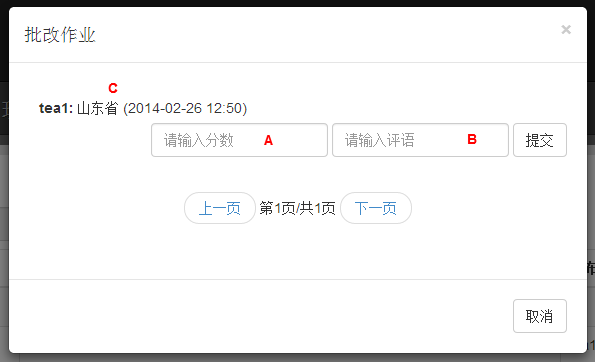 批改作业 ×
C
tea1: 山东省 (2014-02-26 12:50)
请输入分数 A 请输入评语 B 提交
上一页 第1页/共1页 下一页
取消